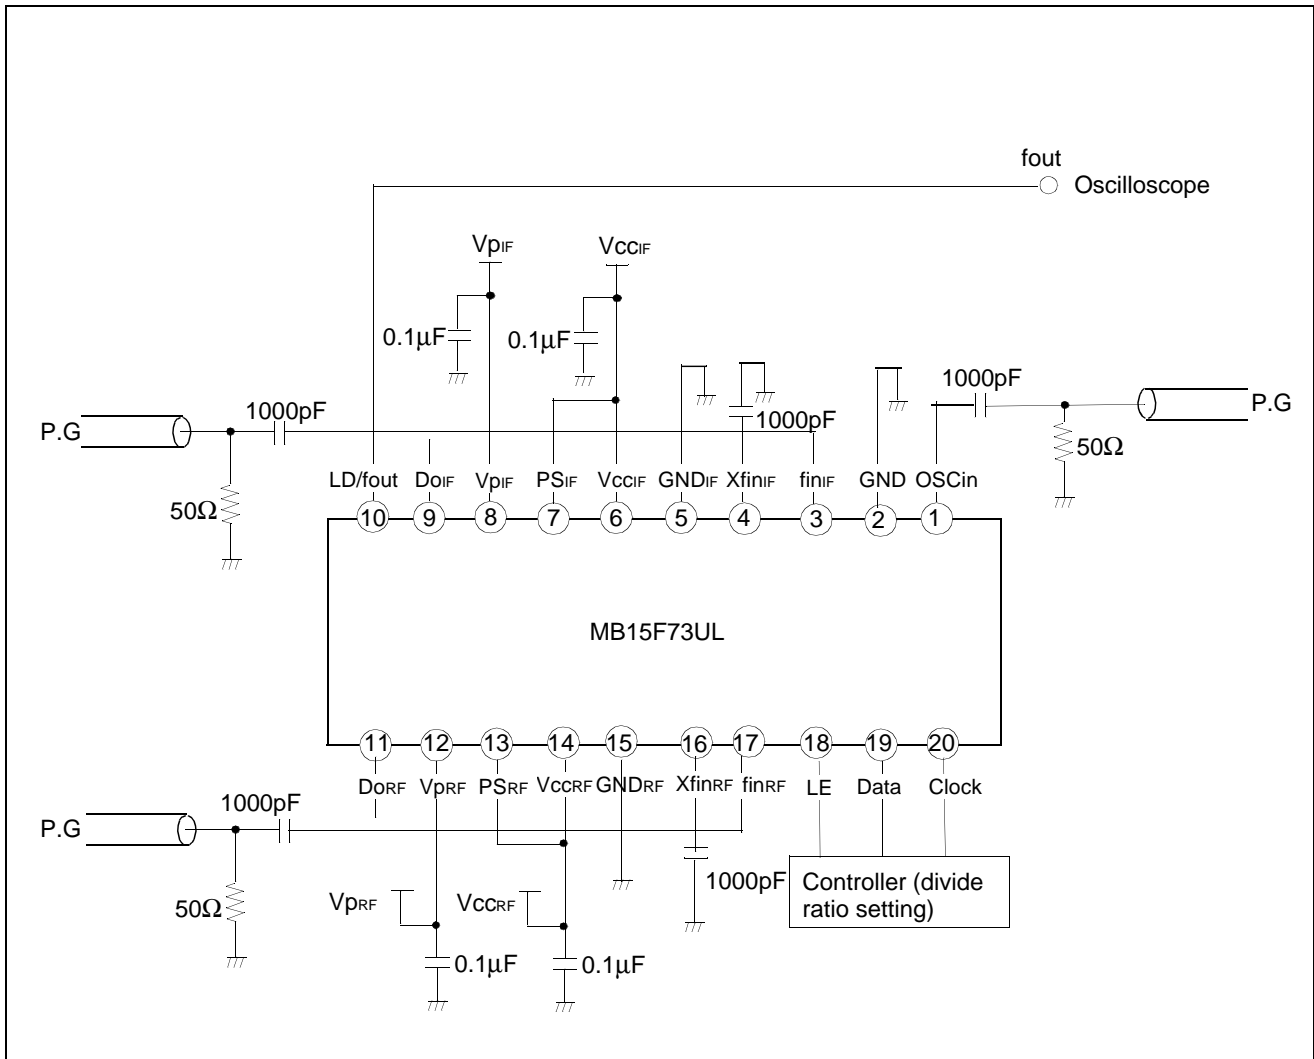 fout
Oscilloscope
VpIF
VccIF
0.1μF
0.1μF
1000pF
P.G
1000pF
1000pF
P.G
50Ω
50Ω
LD/fout DoIF VpIF PSIF VccIF GNDIF XfinIF finIF GND OSCin
10 9 8 7 6 5 4 3 2 1
MB15F73UL
11 12 13 14 15 16 17 18 19 20
DoRF VpRF PSRF VccRF GNDRF XfinRF finRF LE Data Clock
1000pF
P.G
50Ω
VpRF
VccRF
1000pF
Controller (divide
ratio setting)
0.1μF
0.1μF